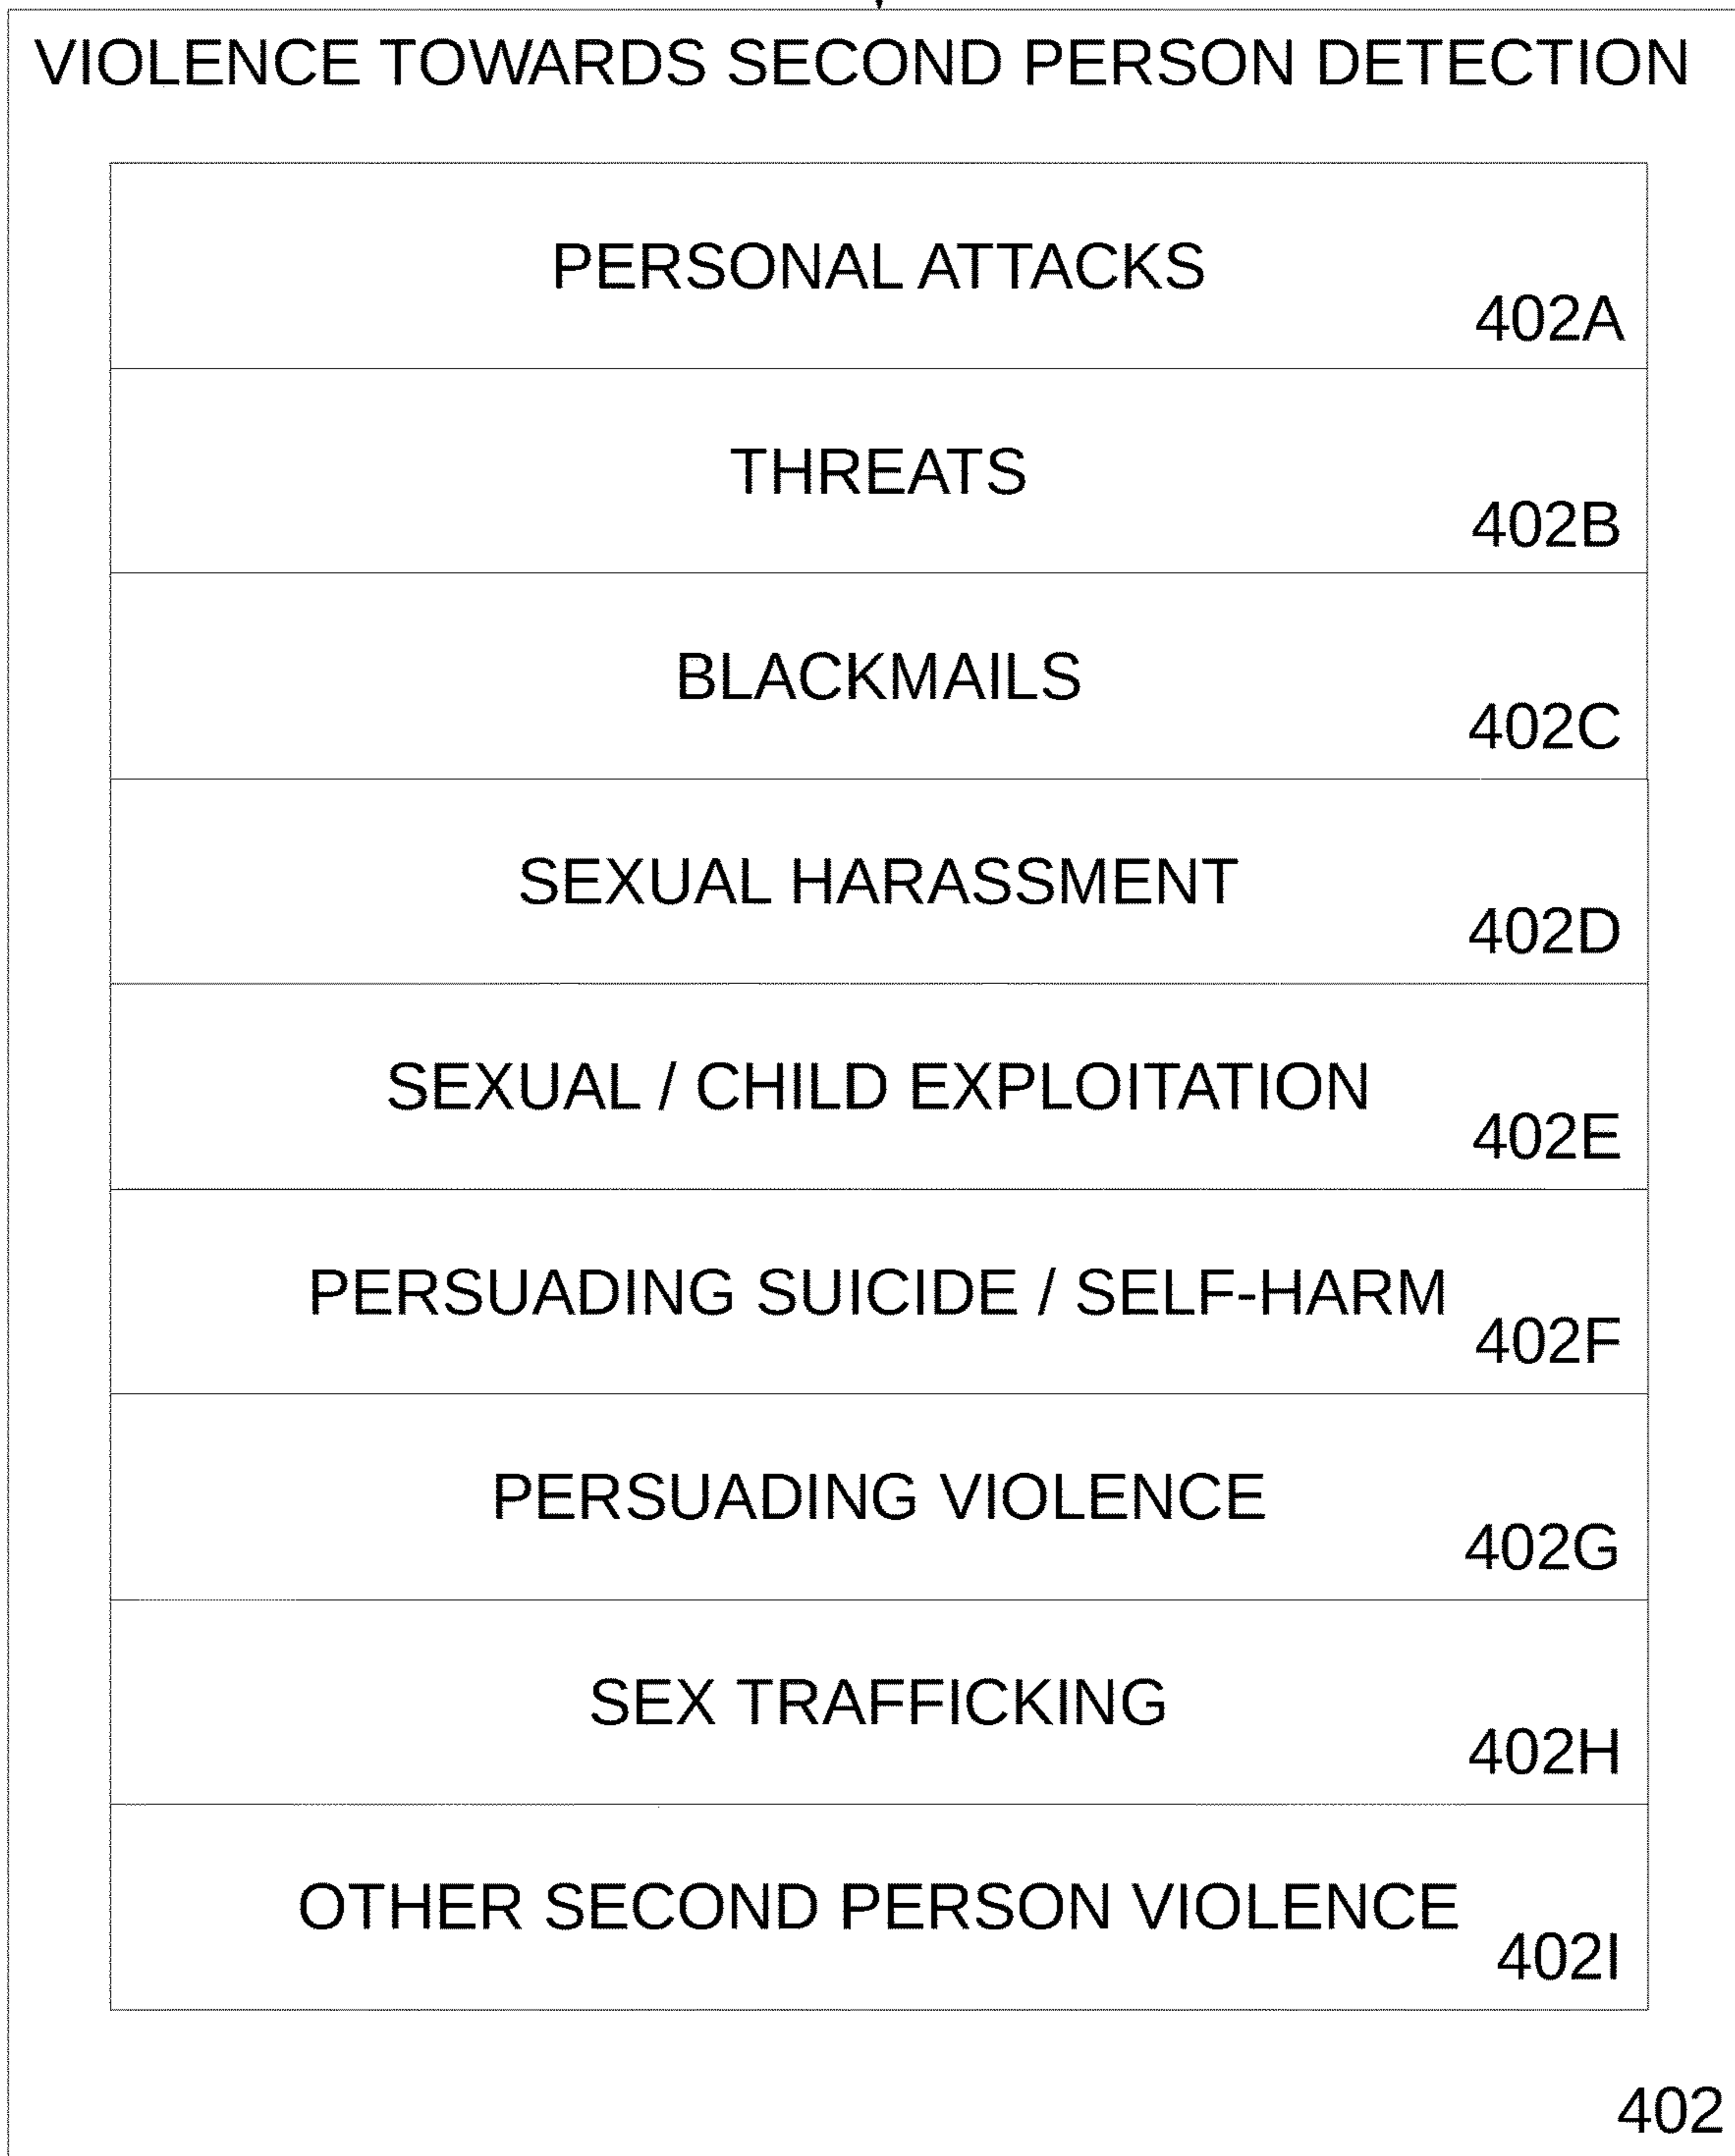 VIOLENCE TOWARDS SECOND PERSON DETECTION
PERSONAL ATTACKS
402A
THREATS
402B
BLACKMAILS
402C
SEXUAL HARASSMENT
402D
SEXUAL / CHILD EXPLOITATION
402E
PERSUADING SUICIDE / SELF-HARM
402F
PERSUADING VIOLENCE
402G
SEX TRAFFICKING
402H
OTHER SECOND PERSON VIOLENCE
402I
402